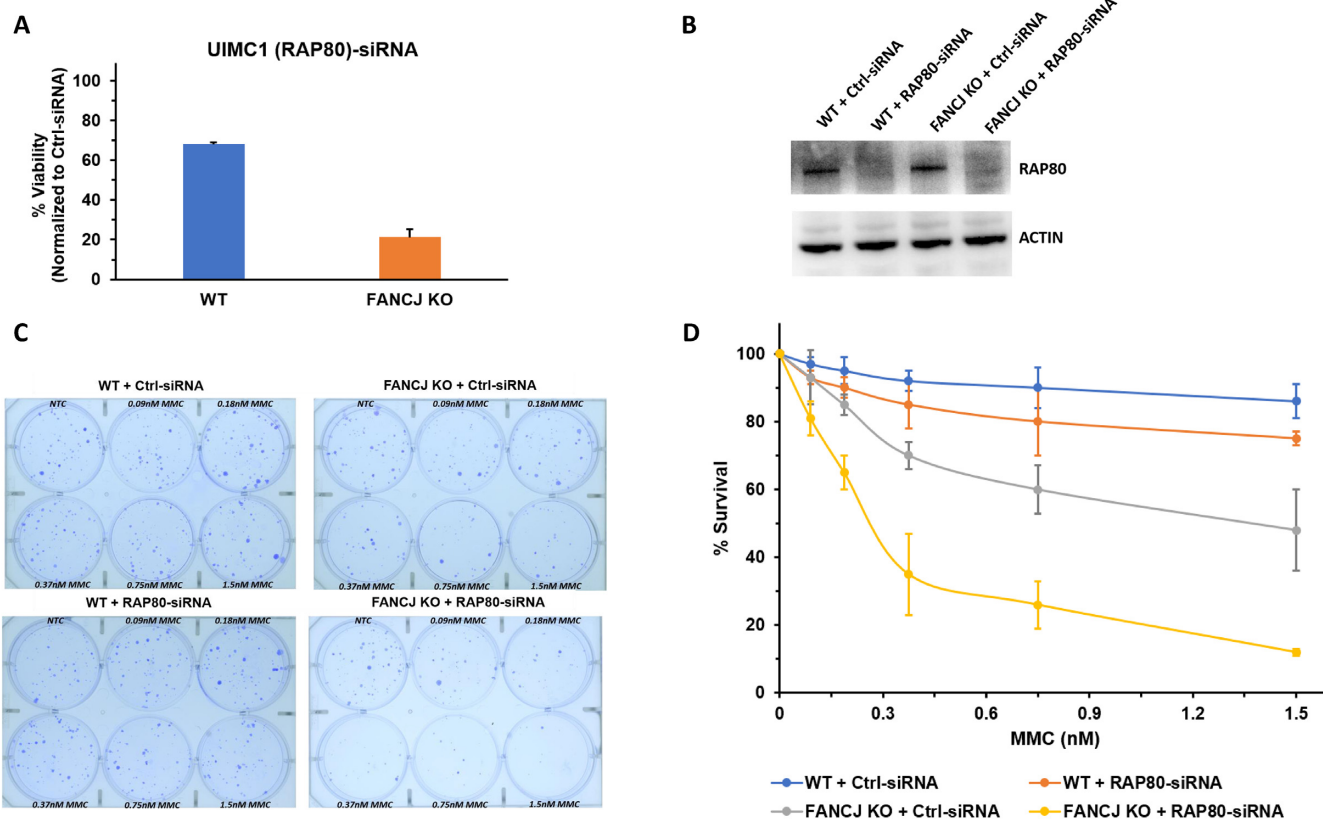 A
UIMC1 (RAP80)-siRNA
% Viability
(Normalized to Ctrl-siRNA)
100
80
60
40
20
0
WT
FANCJ KO
B
WT + Ctrl-siRNA
WT + RAP80-siRNA
FANCJ KO + Ctrl-siRNA
FANCJ KO + RAP80-siRNA
RAP80
ACTIN
C
WT + Ctrl-siRNA
NTC
0.09nM MMC
0.18nM MMC
0.37nM MMC
0.75nM MMC
1.5nM MMC
FANCJ KO + Ctrl-siRNA
NTC
0.09nM MMC
0.18nM MMC
0.37nM MMC
0.75nM MMC
1.5nM MMC
WT + RAP80-siRNA
NTC
0.09nM MMC
0.18nM MMC
0.37nM MMC
0.75nM MMC
1.5nM MMC
FANCJ KO + RAP80-siRNA
NTC
0.09nM MMC
0.18nM MMC
0.37nM MMC
0.75nM MMC
1.5nM MMC
D
% Survival
100
80
60
40
20
0
0
0.3
0.6
0.9
1.2
1.5
MMC (nM)
WT + Ctrl-siRNA
WT + RAP80-siRNA
FANCJ KO + Ctrl-siRNA
FANCJ KO + RAP80-siRNA